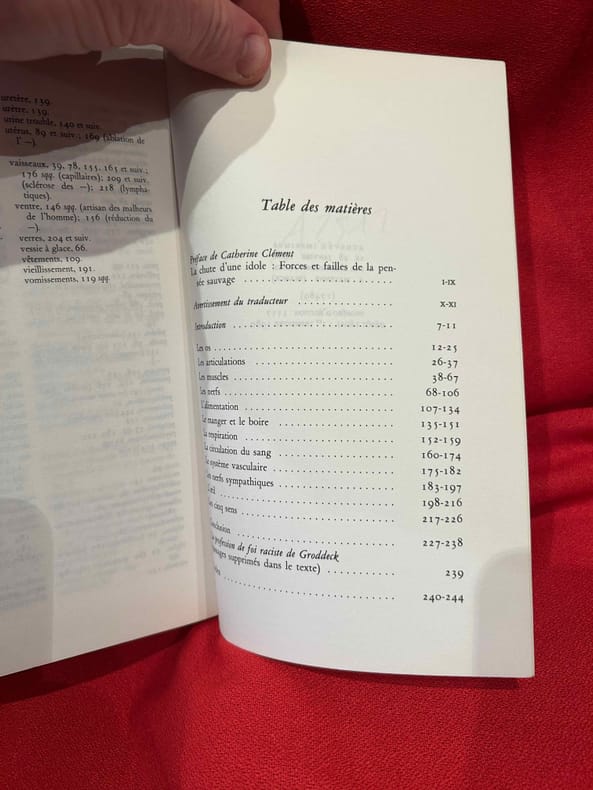 uretère, 139.
urètre, 139.
urine trouble, 140 et suiv.
utérus, 89 et suiv.; 169 (ablation de
l' —).
vaisseaux, 39, 78, 155, 165 et suiv.;
176 sqq. (capillaires); 209 et suiv.
(sclérose des —); 218 (lympha-
tiques).
ventre, 146 sqq. (artisan des malheurs
de l'homme); 156 (réduction du
—).
verres, 204 et suiv.
vessie à glace, 66.
vêtements, 109.
vieillissement, 191.
vomissements, 119 sqq.
Table des matières
Préface de Catherine Clément
La chute d'une idole : Forces et failles de la pen-
sée sauvage .................... I-IX
Avertissement du traducteur .................... X-XI
Introduction .................... 7-11
Les os .................... 12-25
Les articulations .................... 26-37
Les muscles .................... 38-67
Les nerfs .................... 68-106
L'alimentation .................... 107-134
Le manger et le boire .................... 135-151
La respiration .................... 152-159
La circulation du sang .................... 160-174
Le système vasculaire .................... 175-182
Les nerfs sympathiques .................... 183-197
.................... 198-216
cinq sens .................... 217-226
.................... 227-238
profession de foi raciste de Groddeck
supprimés dans le texte) .................... 239
.................... 240-244